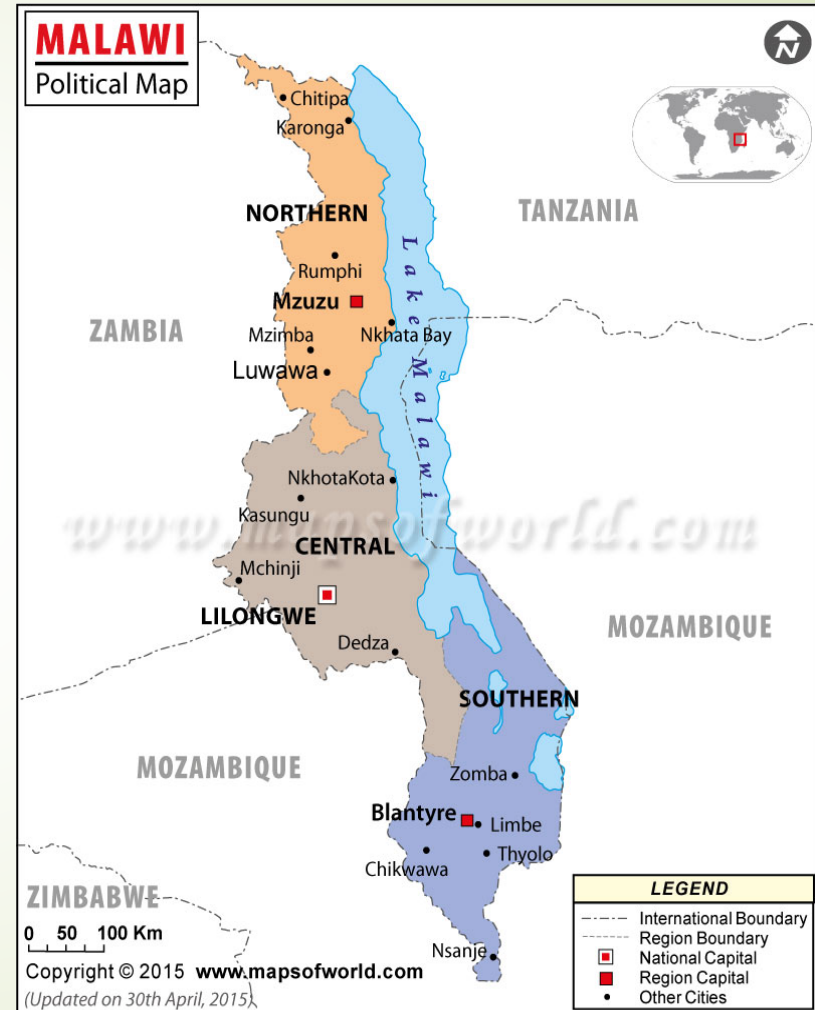 MALAWI
Political Map
N
Chitipa
Karonga
NORTHERN
TANZANIA
Rumphi
Mzuzu
ZAMBIA
Mzimba
Nkhata Bay
Luwawa
Lake Malawi
NkhotaKota
Kasungu
www.mapsofworld.com
CENTRAL
Mchinji
LILONGWE
MOZAMBIQUE
Dedza
SOUTHERN
MOZAMBIQUE
Zomba
Blantyre
Limbe
Thyolo
Chikwawa
ZIMBABWE
LEGEND
International Boundary
Region Boundary
National Capital
Region Capital
Other Cities
0 50 100 Km
Nsanje
Copyright © 2015 www.mapsofworld.com
(Updated on 30th April, 2015)